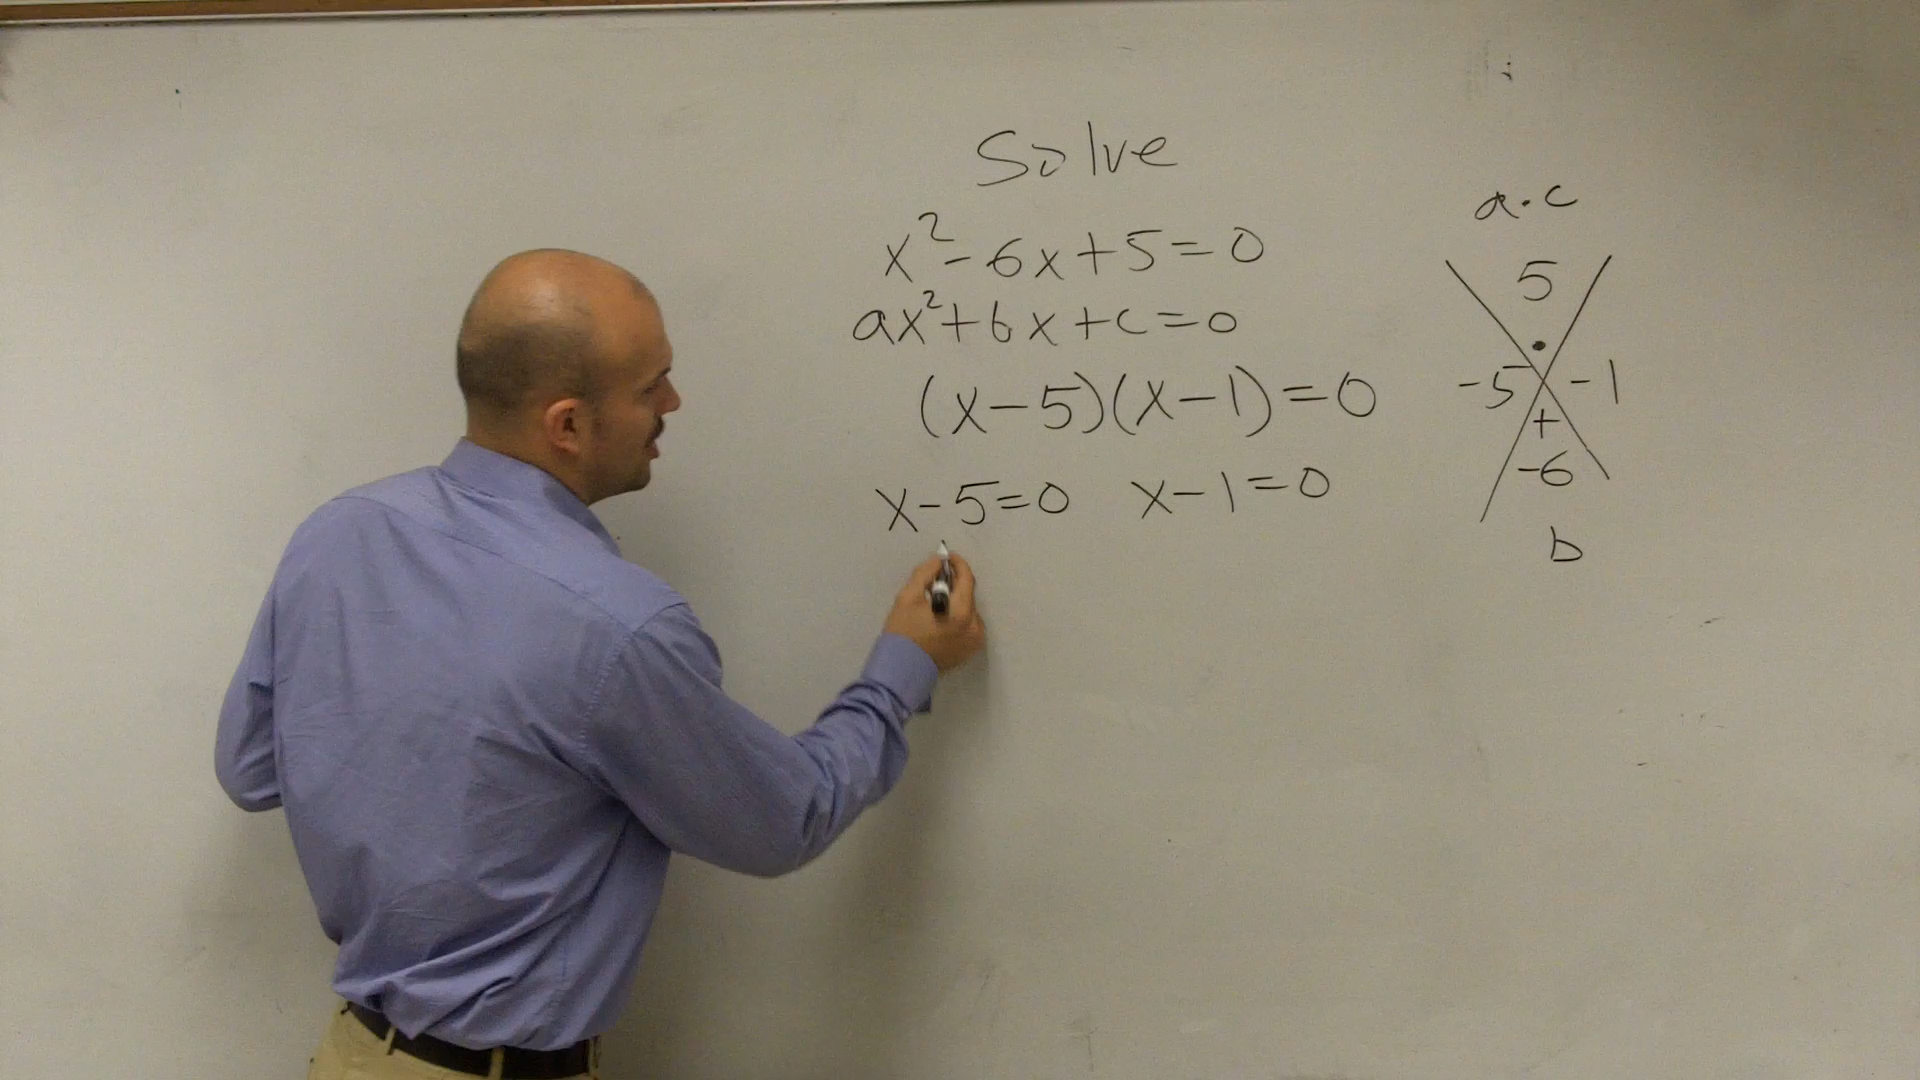 Solve
x²-6x+5=0
ax²+bx+c=0
(x-5)(x-1)=0
x-5=0 x-1=0
a·c
5
·
-5 -1
+
-6
b